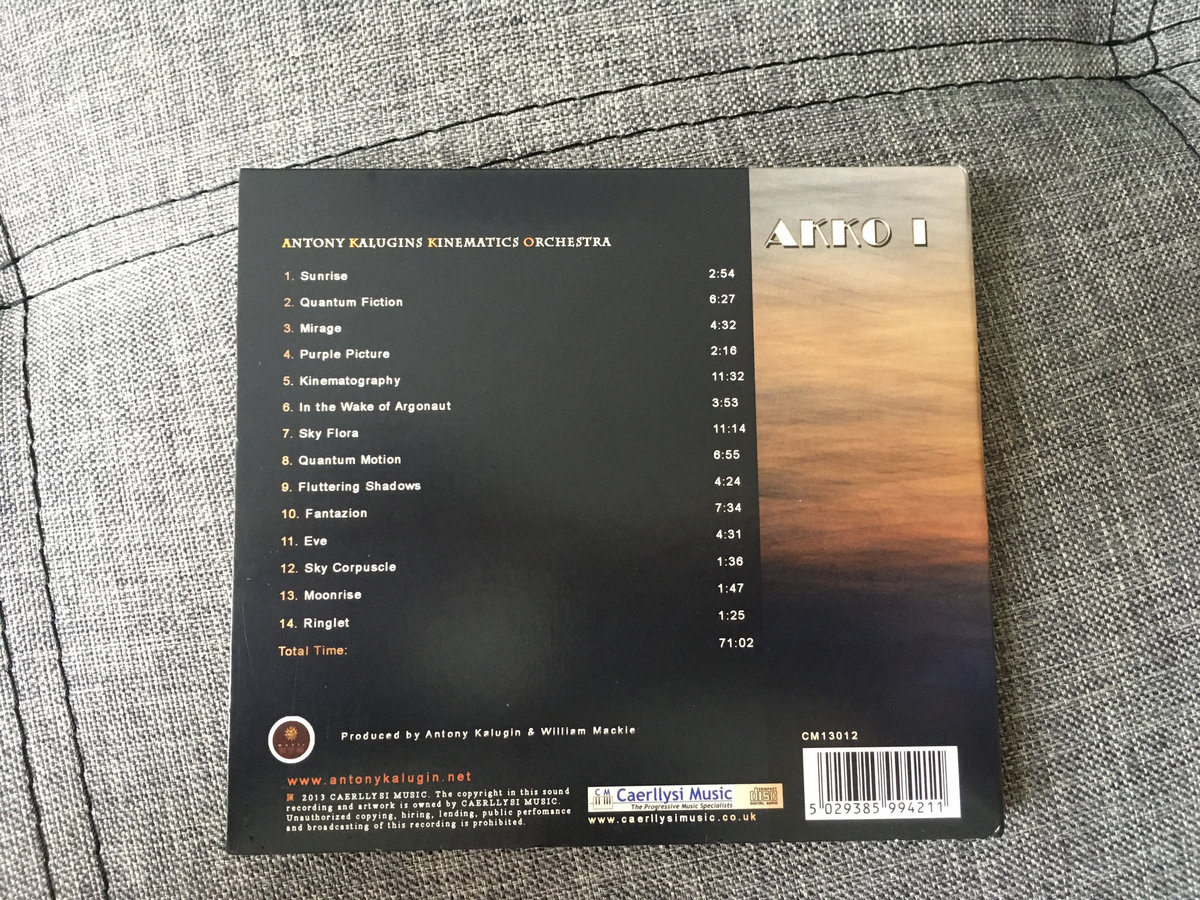 ANTONY KALUGINS KINEMATICS ORCHESTRA
AKKO I
1. Sunrise 2:54
2. Quantum Fiction 6:27
3. Mirage 4:32
4. Purple Picture 2:16
5. Kinematography 11:32
6. In the Wake of Argonaut 3:53
7. Sky Flora 11:14
8. Quantum Motion 6:55
9. Fluttering Shadows 4:24
10. Fantazion 7:34
11. Eve 4:31
12. Sky Corpuscle 1:36
13. Moonrise 1:47
14. Ringlet 1:25
Total Time: 71:02
Produced by Antony Kalugin & William Mackie
www.antonykalugin.net
2013 CAERLLYSI MUSIC. The copyright in this sound
recording and artwork is owned by CAERLLYSI MUSIC.
Unauthorized copying, hiring, lending, public perfomance
and broadcasting of this recording is prohibited.
CM
Caerllysi Music
The Progressive Music Specialists
COMPACT
DISC
DIGITAL AUDIO
www.caerllysimusic.co.uk
CM13012
5 029385 994211